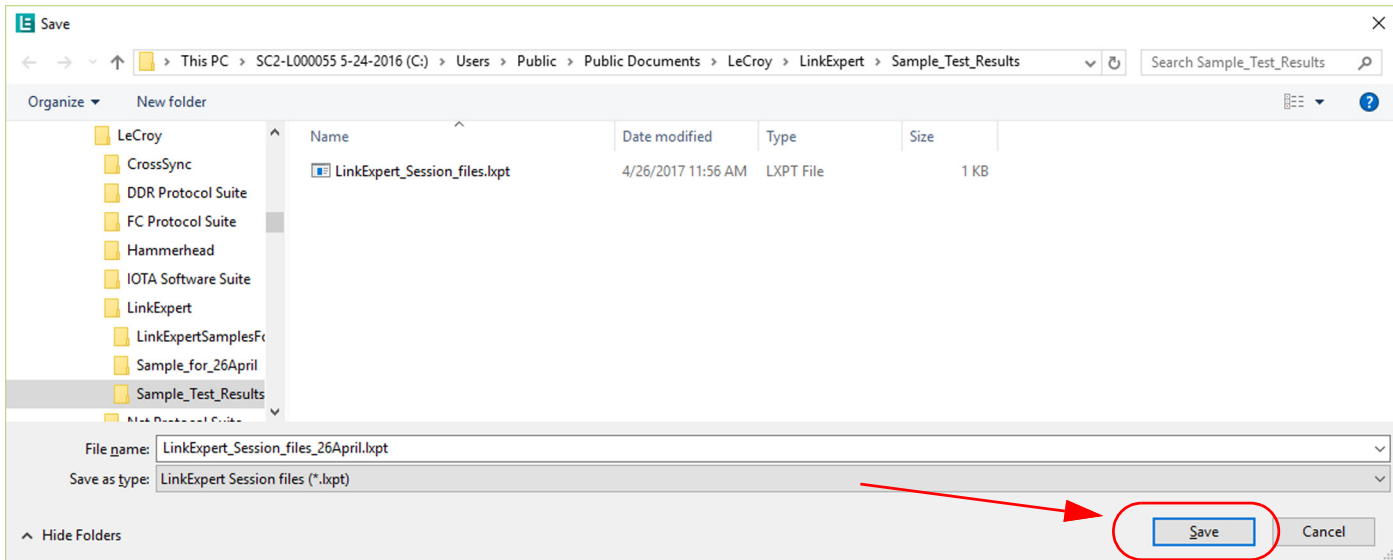 Save
This PC > SC2-L000055 5-24-2016 (C:) > Users > Public > Public Documents > LeCroy > LinkExpert > Sample_Test_Results
Search Sample_Test_Results
Organize New folder
LeCroy
CrossSync
DDR Protocol Suite
FC Protocol Suite
Hammerhead
IOTA Software Suite
LinkExpert
LinkExpertSamplesFo
Sample_for_26April
Sample_Test_Results
Name Date modified Type Size
LinkExpert_Session_files.lxpt 4/26/2017 11:56 AM LXPT File 1 KB
File name: LinkExpert_Session_files_26April.lxpt
Save as type: LinkExpert Session files (*.lxpt)
Hide Folders
Save Cancel